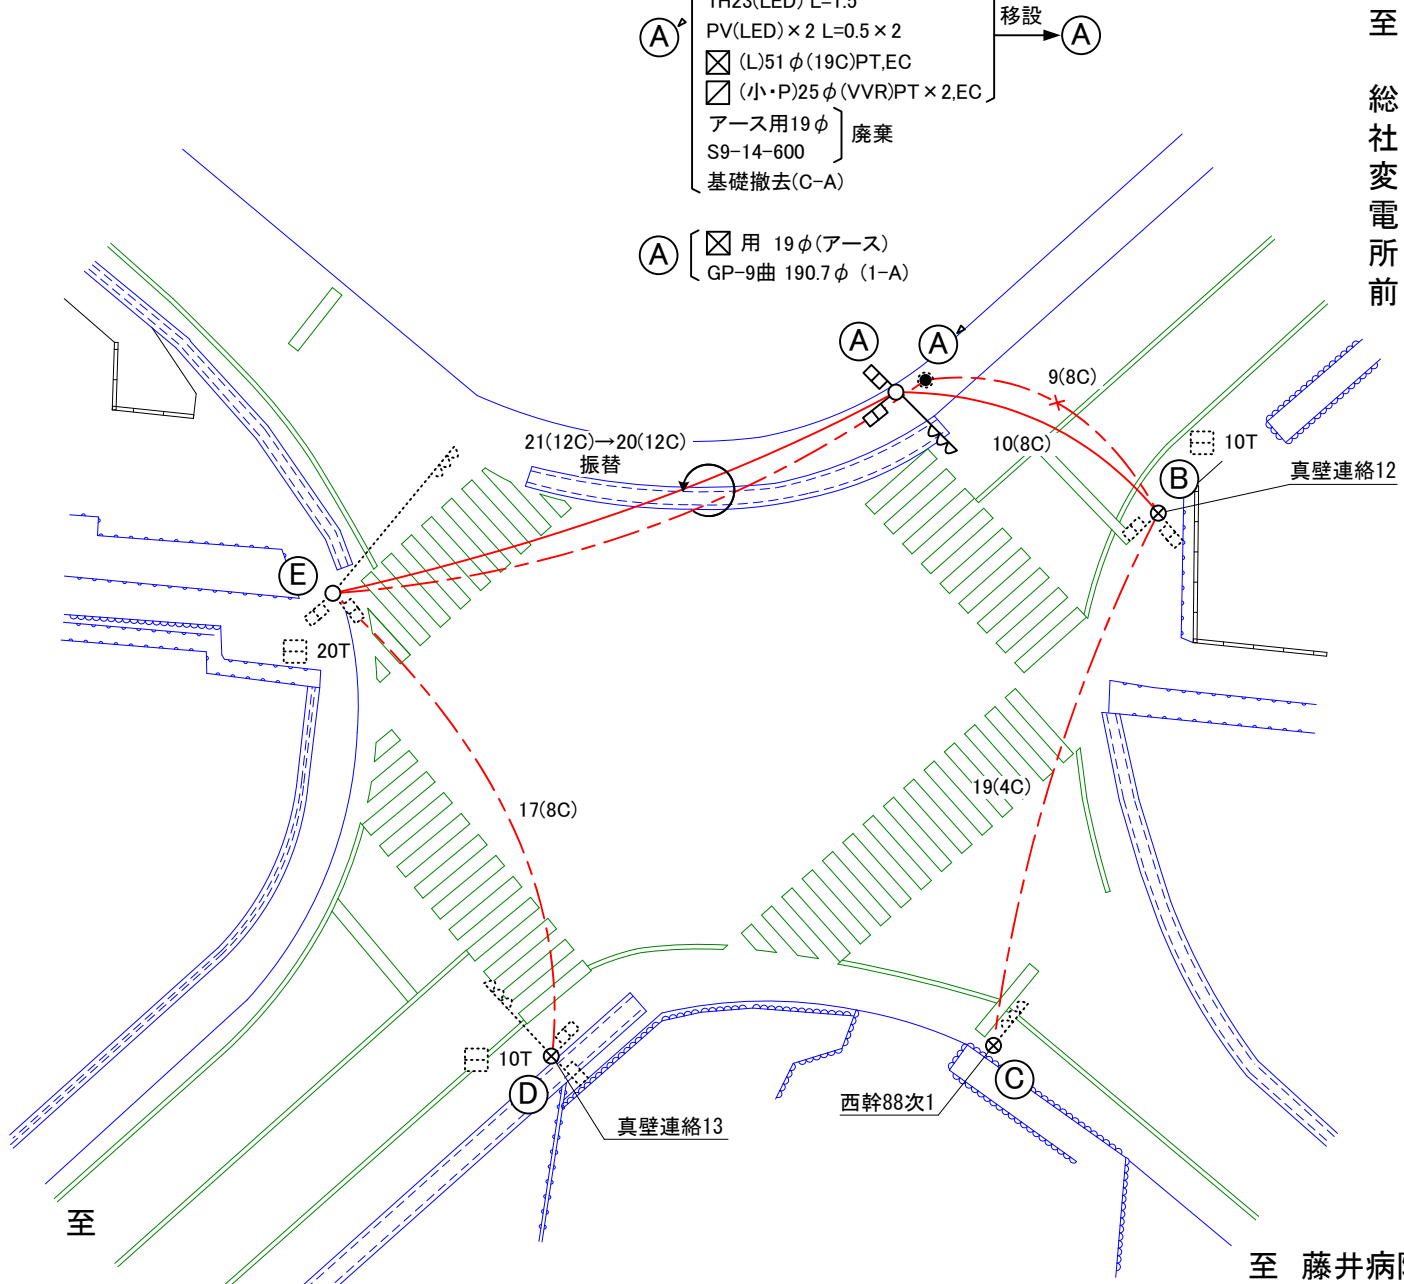 1H23(LED) L=1.5
PV(LED)×2 L=0.5×2
(L)51φ(19C)PT,EC
(小・P)25φ(VVR)PT×2,EC
アース用19φ
S9-14-600
廃棄
基礎撤去(C-A)
A'
移設
A
A
用 19φ(アース)
GP-9曲 190.7φ (1-A)
至 総社変電所前
A
A'
9(8C)
10(8C)
21(12C)→20(12C)
振替
10T
B
真壁連絡12
E
20T
17(8C)
19(4C)
10T
D
真壁連絡13
C
西幹88次1
至
至 藤井病